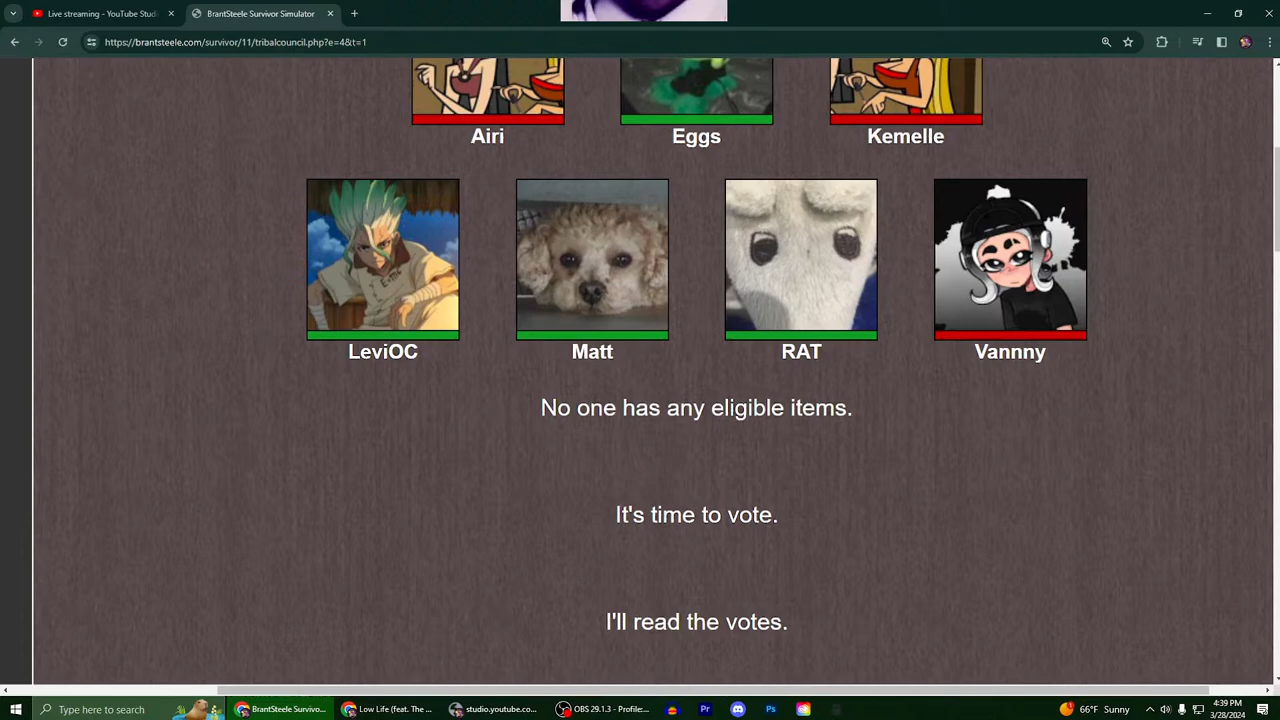 Live streaming - YouTube Stud
BrantSteele Survivor Simulator
https://brantsteele.com/survivor/11/tribalcouncil.php?e=4&t=1
Airi
Eggs
Kemelle
LeviOC
Matt
RAT
Vannny
No one has any eligible items.
It's time to vote.
I'll read the votes.
Type here to search
BrantSteele Survivo...
Low Life (feat. The ...
studio.youtube.co...
OBS 29.1.3 - Profile:...
Pr
Ps
66°F Sunny
4:39 PM
3/28/2024